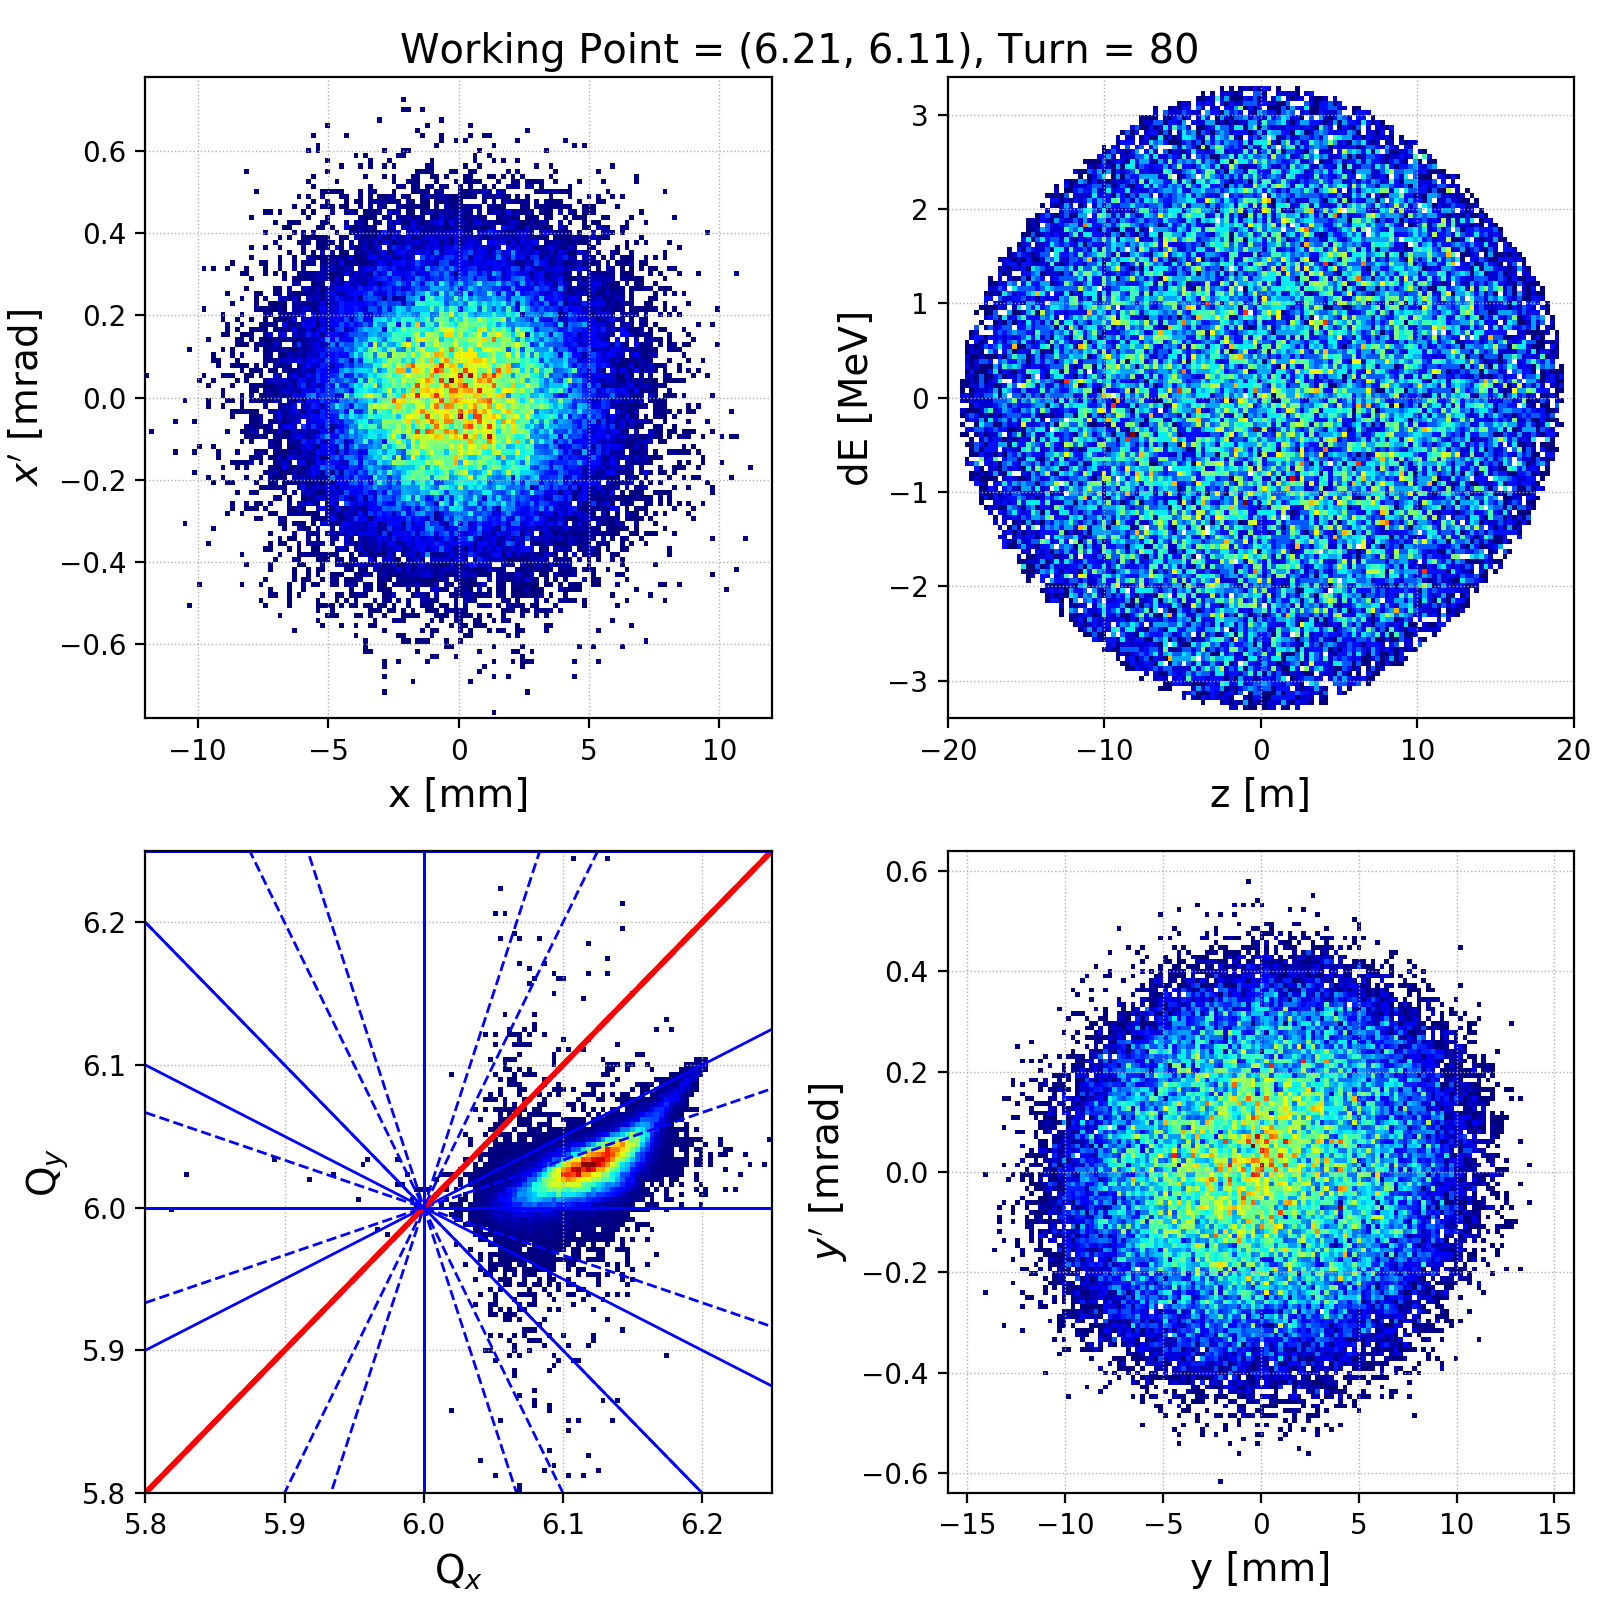 Working Point = (6.21, 6.11), Turn = 80
0.6
0.4
0.2
0.0
−0.2
−0.4
−0.6
x′ [mrad]
−10 −5 0 5 10
x [mm]
3
2
1
0
−1
−2
−3
dE [MeV]
−20 −10 0 10 20
z [m]
6.2
6.1
6.0
5.9
5.8
Qy
5.8 5.9 6.0 6.1 6.2
Qx
0.6
0.4
0.2
0.0
−0.2
−0.4
−0.6
y′ [mrad]
−15 −10 −5 0 5 10 15
y [mm]